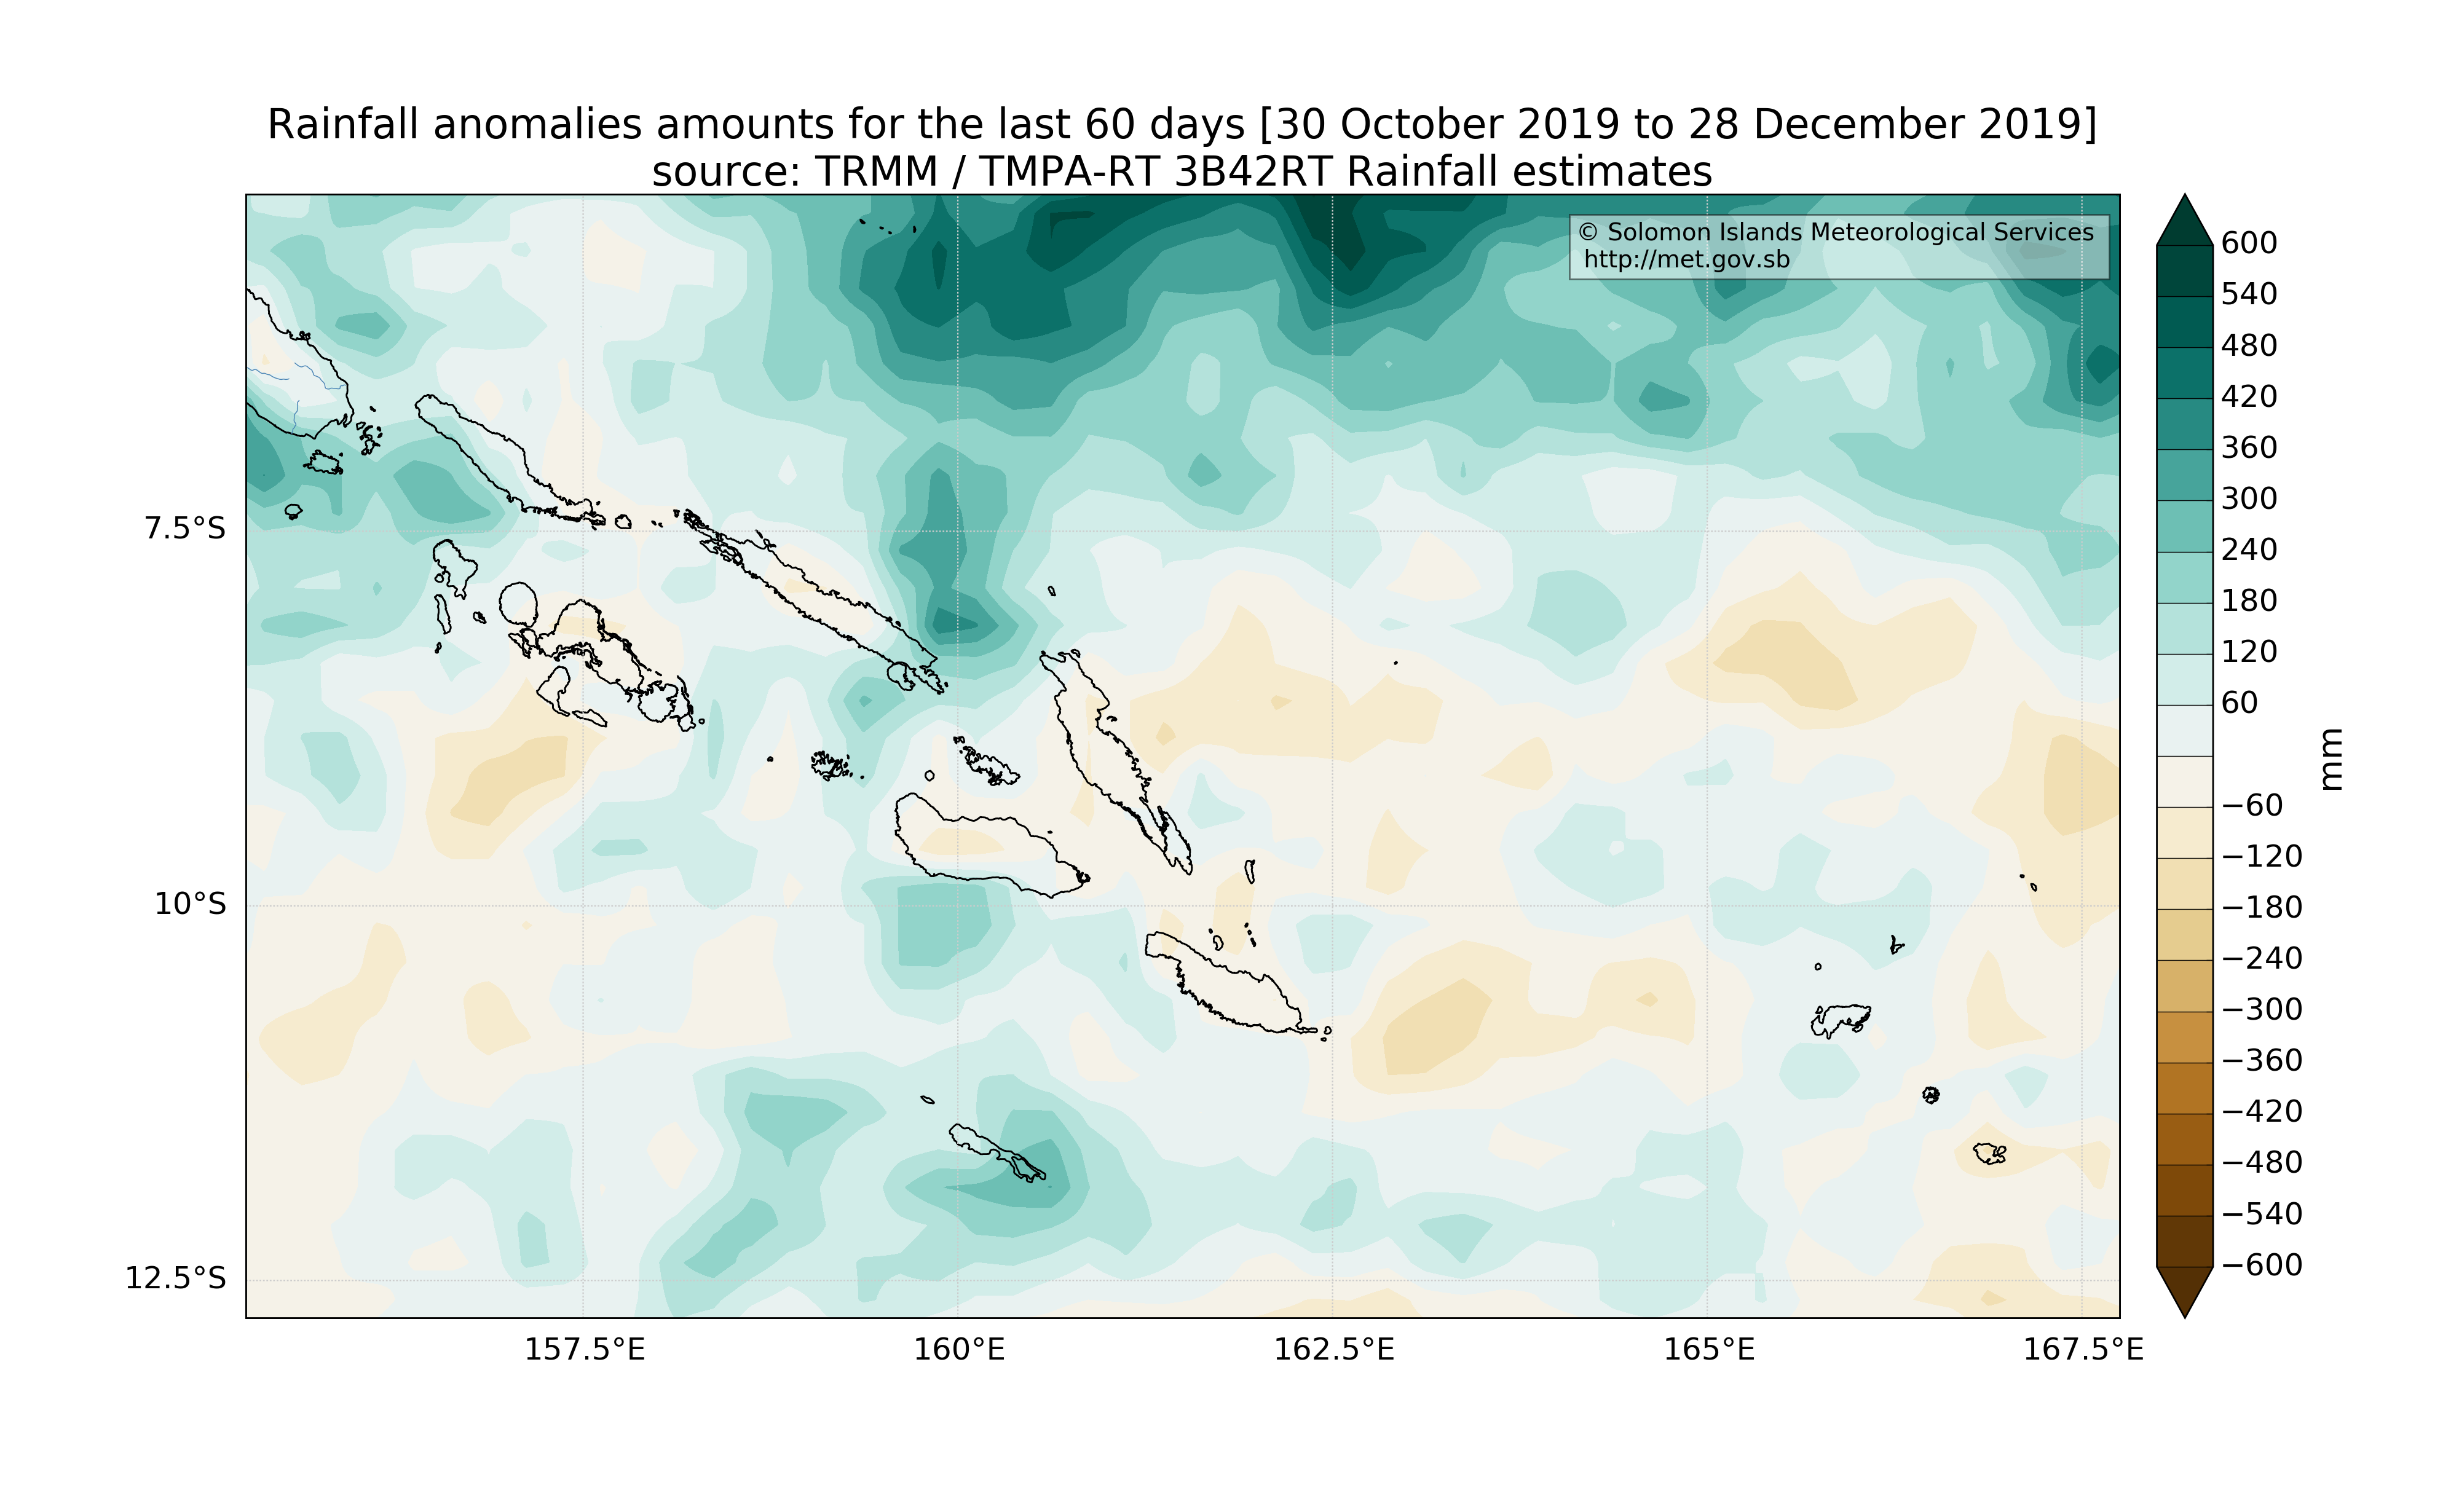 Rainfall anomalies amounts for the last 60 days [30 October 2019 to 28 December 2019]
source: TRMM / TMPA-RT 3B42RT Rainfall estimates
© Solomon Islands Meteorological Services
http://met.gov.sb
7.5°S
10°S
12.5°S
157.5°E
160°E
162.5°E
165°E
167.5°E
600
540
480
420
360
300
240
180
120
60
−60
−120
−180
−240
−300
−360
−420
−480
−540
−600
mm